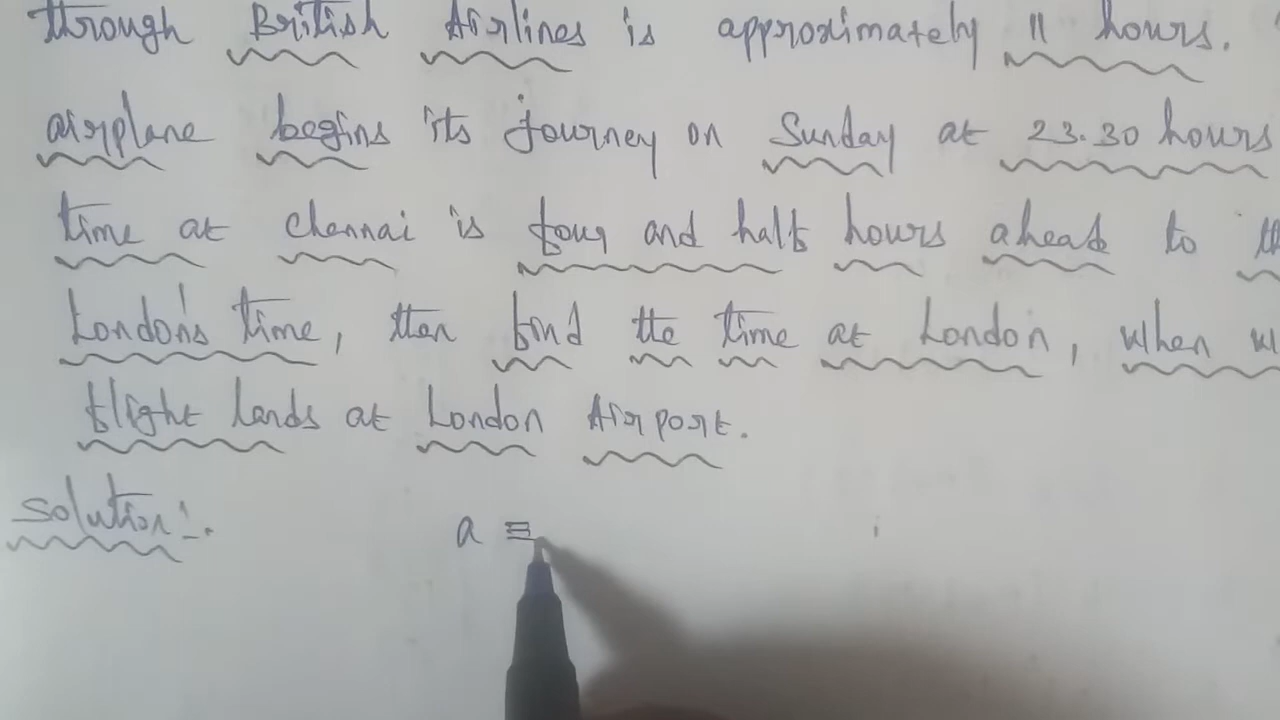 through British Airlines is approximately 11 hours.
airplane begins its journey on Sunday at 23.30 hours
time at chennai is four and half hours ahead to
London's time, then find the time at London, when
flight lands at London Airport.
Solution:.
a ≡